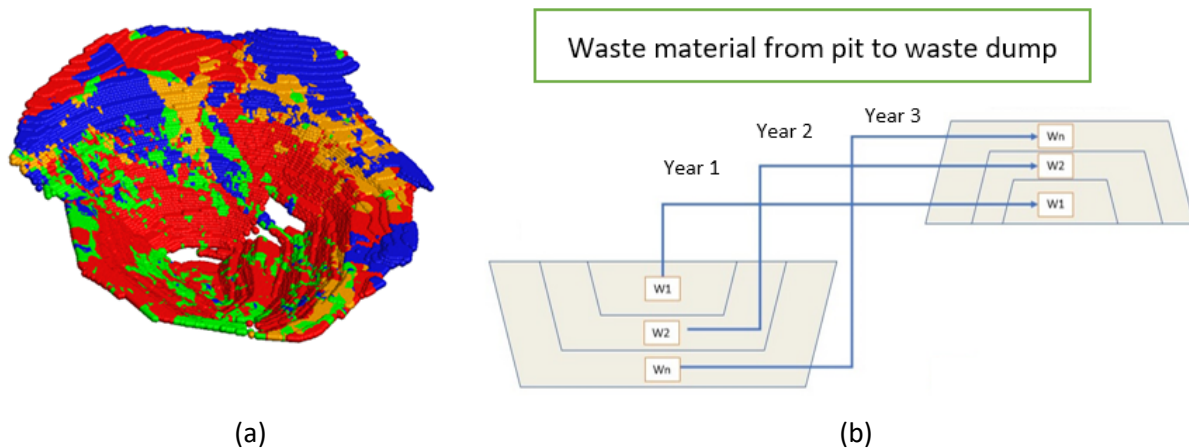 Waste material from pit to waste dump
Year 1
Year 2
Year 3
Wn
W2
W1
W1
W2
Wn
(a)
(b)